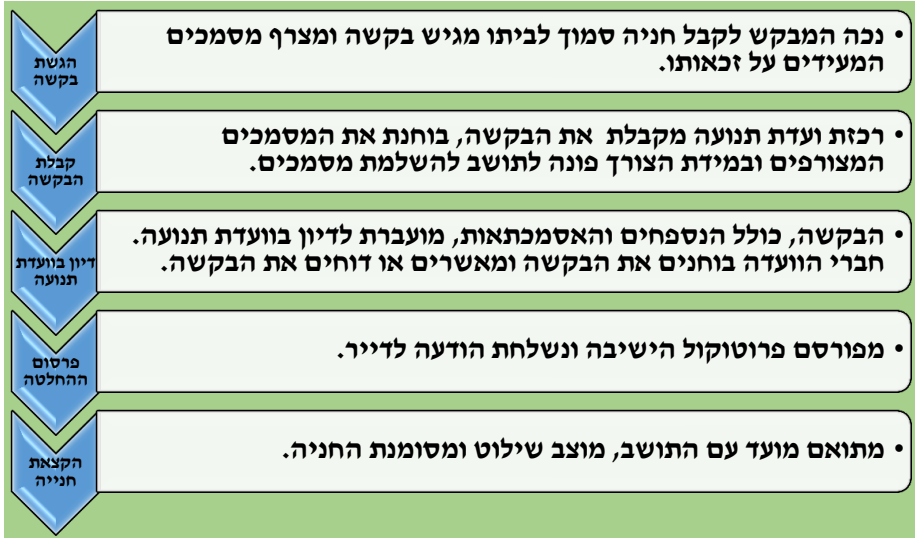 הגשת
בקשה
• נכה המבקש לקבל חניה סמוך לביתו מגיש בקשה ומצרף מסמכים
המעידים על זכאותו.
קבלת
הבקשה
• רכזת ועדת תנועה מקבלת את הבקשה, בוחנת את המסמכים
המצורפים ובמידת הצורך פונה לתושב להשלמת מסמכים.
דיון בוועדת
תנועה
• הבקשה, כולל הנספחים והאסמכתאות, מועברת לדיון בוועדת תנועה.
חברי הוועדה בוחנים את הבקשה ומאשרים או דוחים את הבקשה.
פרסום
ההחלטה
• מפורסם פרוטוקול הישיבה ונשלחת הודעה לדייר.
הקצאת
חנייה
• מתואם מועד עם התושב, מוצב שילוט ומסומנת החניה.